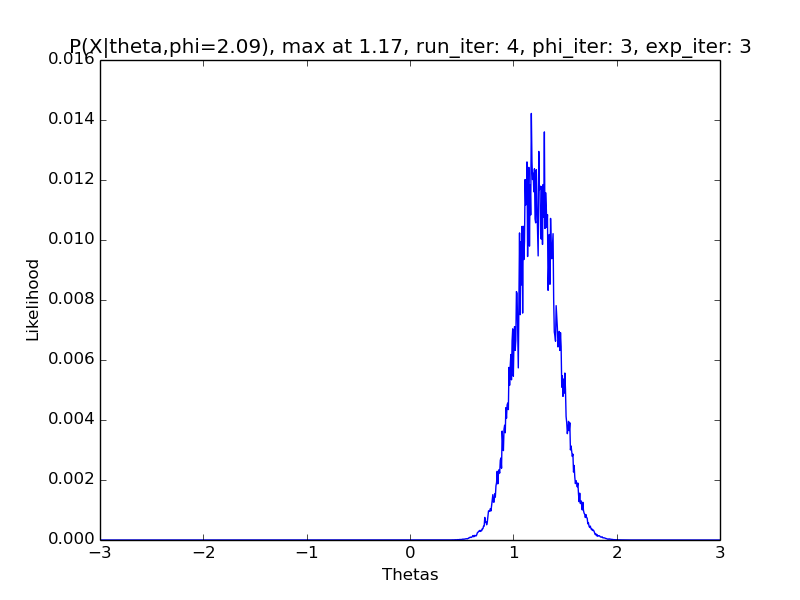 P(X|theta,phi=2.09), max at 1.17, run_iter: 4, phi_iter: 3, exp_iter: 3
0.016
0.014
0.012
0.010
0.008
0.006
0.004
0.002
0.000
Likelihood
−3 −2 −1 0 1 2 3
Thetas